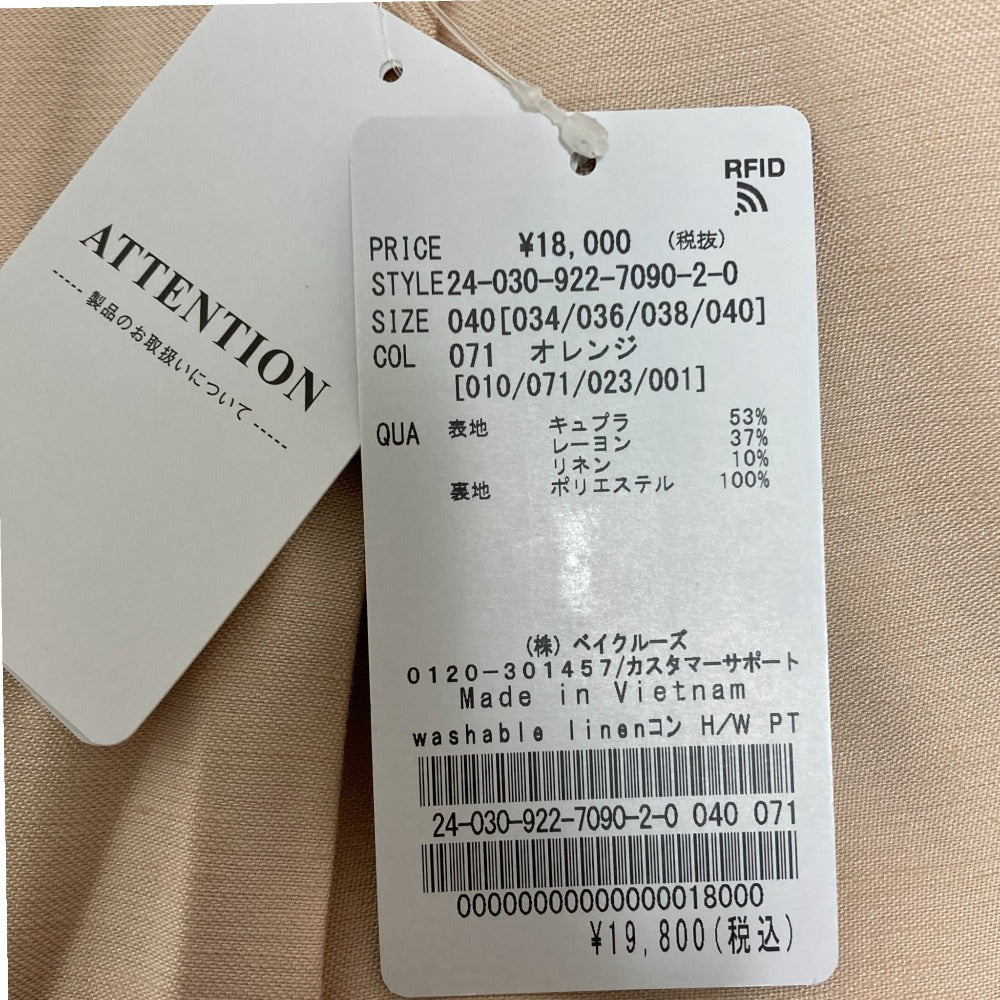 ATTENTION
----- 製品のお取扱いについて -----
RFID
PRICE ¥18,000 (税抜)
STYLE24-030-922-7090-2-0
SIZE 040[034/036/038/040]
COL 071 オレンジ
[010/071/023/001]
QUA 表地 キュプラ 53%
レーヨン 37%
リネン 10%
裏地 ポリエステル 100%
(株) ベイクルーズ
0120-301457/カスタマーサポート
Made in Vietnam
washable linenコン H/W PT
24-030-922-7090-2-0 040 071
00000000000000018000
¥19,800(税込)